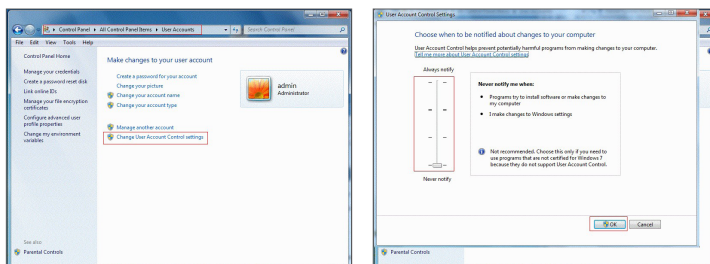 Control Panel ▸ All Control Panel Items ▸ User Accounts
Search Control Panel
File Edit View Tools Help
Control Panel Home
Manage your credentials
Create a password reset disk
Link online IDs
Manage your file encryption
certificates
Configure advanced user
profile properties
Change my environment
variables
See also
Parental Controls
Make changes to your user account
Create a password for your account
Change your picture
Change your account name
Change your account type
Manage another account
Change User Account Control settings
admin
Administrator
User Account Control Settings
Choose when to be notified about changes to your computer
User Account Control helps prevent potentially harmful programs from making changes to your computer.
Tell me more about User Account Control settings
Always notify
Never notify
Never notify me when:
• Programs try to install software or make changes to
my computer
• I make changes to Windows settings
Not recommended. Choose this only if you need to
use programs that are not certified for Windows 7
because they do not support User Account Control.
OK
Cancel
Parental Controls